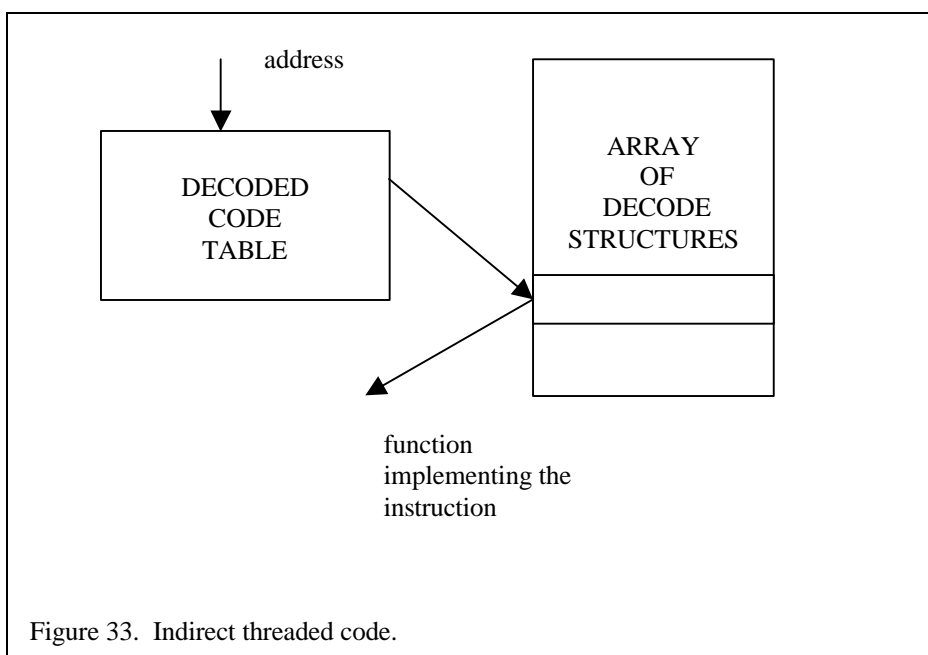 address
DECODED
CODE
TABLE
ARRAY
OF
DECODE
STRUCTURES
function
implementing the
instruction
Figure 33. Indirect threaded code.